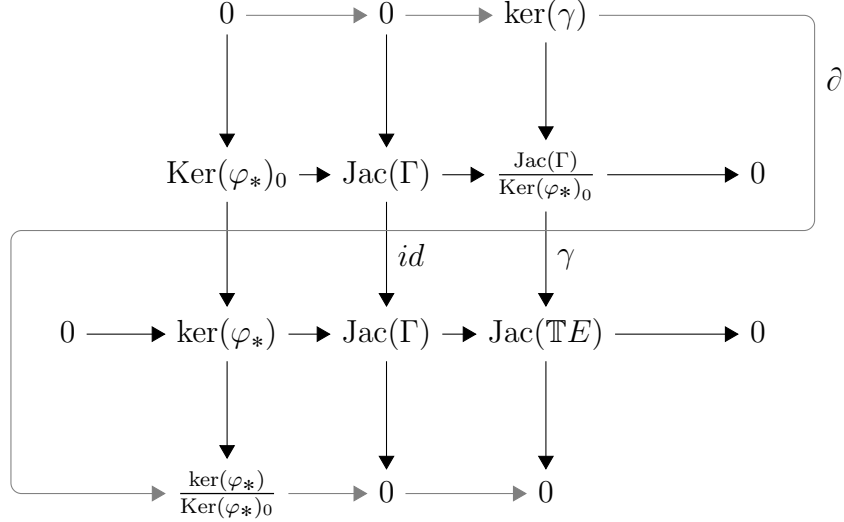 0 0 ker(γ)
∂
Ker(φ∗)₀ Jac(Γ) Jac(Γ)/Ker(φ∗)₀ 0
id γ
0 ker(φ∗) Jac(Γ) Jac(𝕋E) 0
ker(φ∗)/Ker(φ∗)₀ 0 0